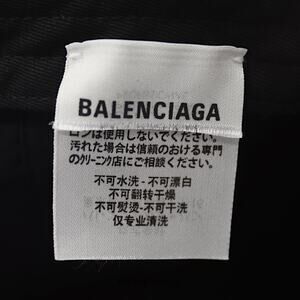 BALENCIAGA
ロンは使用しないでください。
汚れた場合は信頼のおける専門
のクリーニング店にご相談ください。
不可水洗-不可漂白
不可翻转干燥
不可熨烫-不可干洗
仅专业清洗